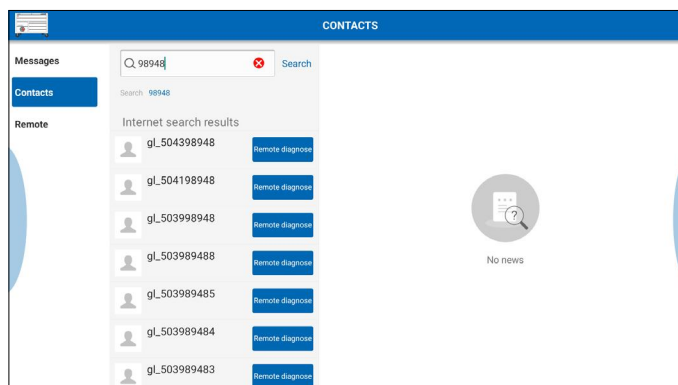 CONTACTS
Messages
Contacts
Remote
98948
Search
Search 98948
Internet search results
gl_504398948
Remote diagnose
gl_504198948
Remote diagnose
gl_503998948
Remote diagnose
gl_503989488
Remote diagnose
gl_503989485
Remote diagnose
gl_503989484
Remote diagnose
gl_503989483
Remote diagnose
?
No news